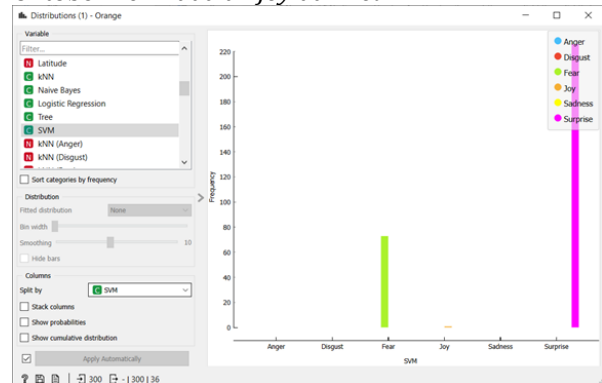 Distributions (1) - Orange
Variable
Filter...
N Latitude
C kNN
C Naive Bayes
C Logistic Regression
C Tree
C SVM
N kNN (Anger)
N kNN (Disgust)
Sort categories by frequency
Distribution
Fitted distribution None
Bin width
Smoothing 10
Hide bars
Columns
Split by C SVM
Stack columns
Show probabilities
Show cumulative distribution
Apply Automatically
? 300 - | 300 | 36
Anger
Disgust
Fear
Joy
Sadness
Surprise
Frequency
220
200
180
160
140
120
100
80
60
40
20
0
Anger Disgust Fear Joy Sadness Surprise
SVM